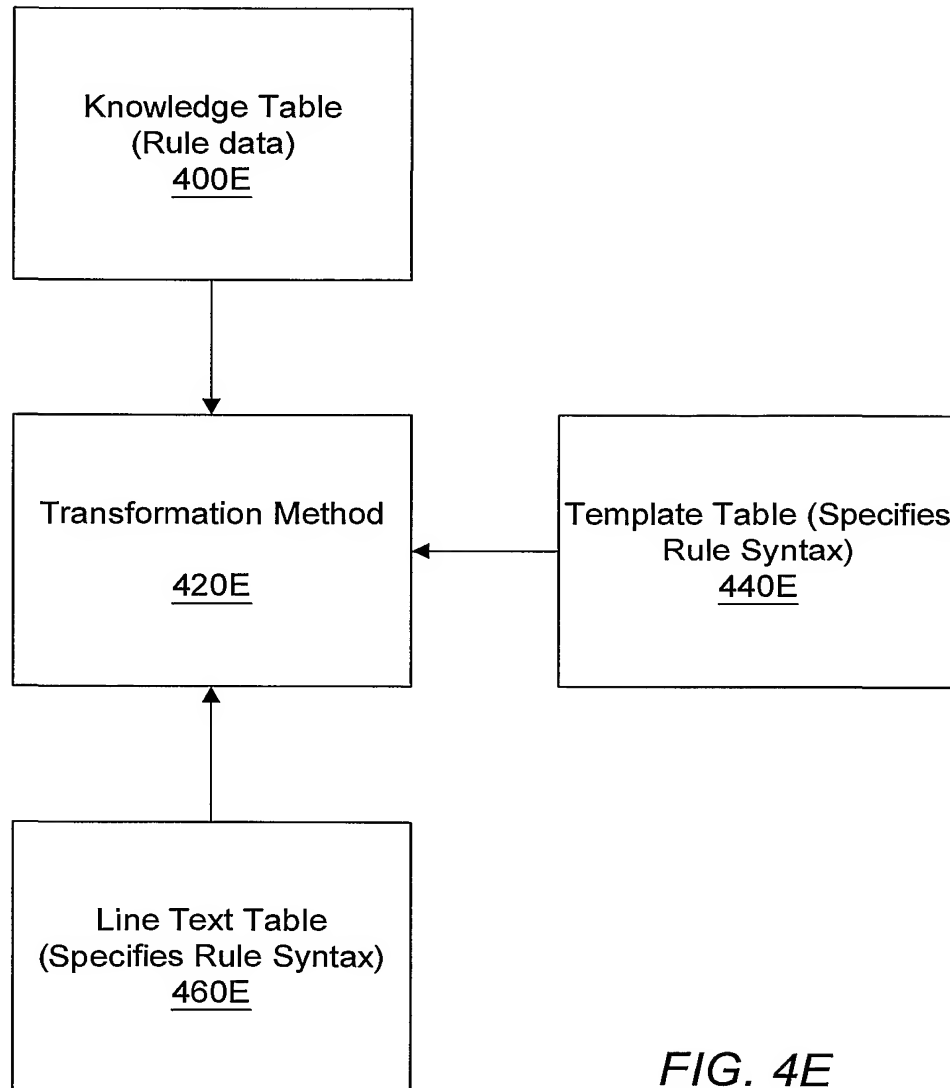 Knowledge Table
(Rule data)
400E
Transformation Method
420E
Template Table (Specifies
Rule Syntax)
440E
Line Text Table
(Specifies Rule Syntax)
460E
FIG. 4E